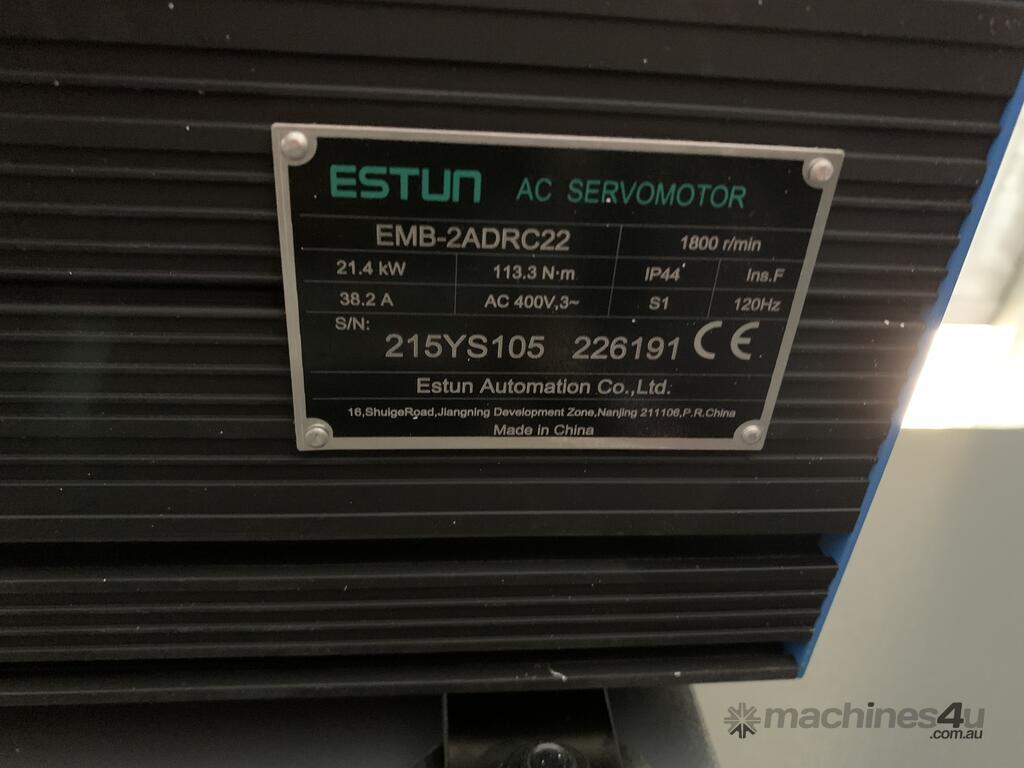 ESTUN AC SERVOMOTOR
EMB-2ADRC22 1800 r/min
21.4 kW 113.3 N·m IP44 Ins.F
38.2 A AC 400V,3~ S1 120Hz
S/N:
215YS105 226191 CE
Estun Automation Co.,Ltd.
16,ShuigeRoad,Jiangning Development Zone,Nanjing 211106,P.R.China
Made in China
machines4u
.com.au